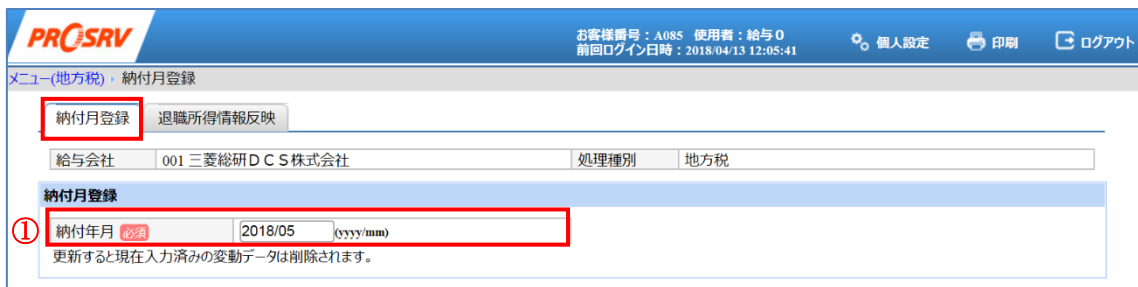 PROSRV
お客様番号：A085 使用者：給与０
前回ログイン日時：2018/04/13 12:05:41
個人設定
印刷
ログアウト
メニュー(地方税) › 納付月登録
納付月登録
退職所得情報反映
給与会社 001 三菱総研ＤＣＳ株式会社 処理種別 地方税
納付月登録
①
納付年月 必須 2018/05 (yyyy/mm)
更新すると現在入力済みの変動データは削除されます。